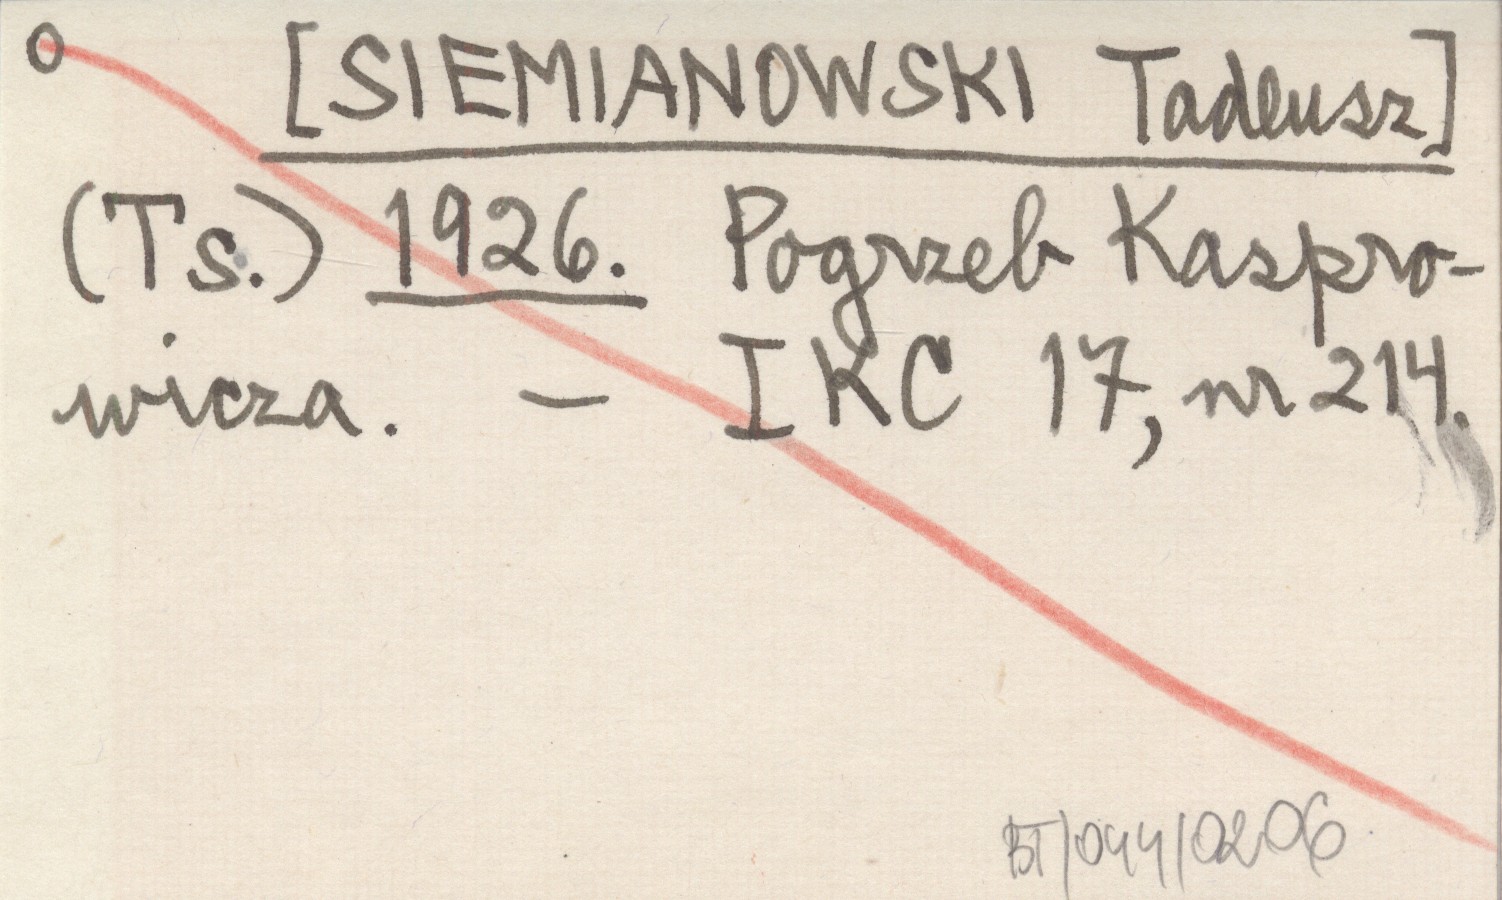 O [SIEMIANOWSKI Tadeusz]
(Ts.) 1926. Pogrzeb Kaspro-
wicza. — IKC 17, nr 214.
BT/044/0206